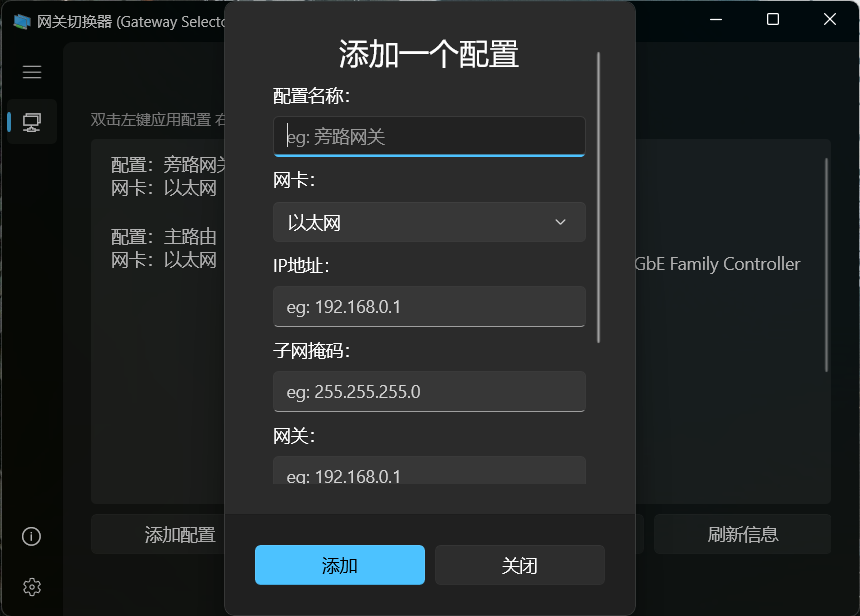 网关切换器 (Gateway Selecto
添加一个配置
配置名称：
eg: 旁路网关
网卡：
以太网
IP地址：
eg: 192.168.0.1
子网掩码：
eg: 255.255.255.0
网关：
eg: 192.168.0.1
添加
关闭
双击左键应用配置 右
配置：旁路网关
网卡：以太网
配置：主路由
网卡：以太网
GbE Family Controller
添加配置
刷新信息